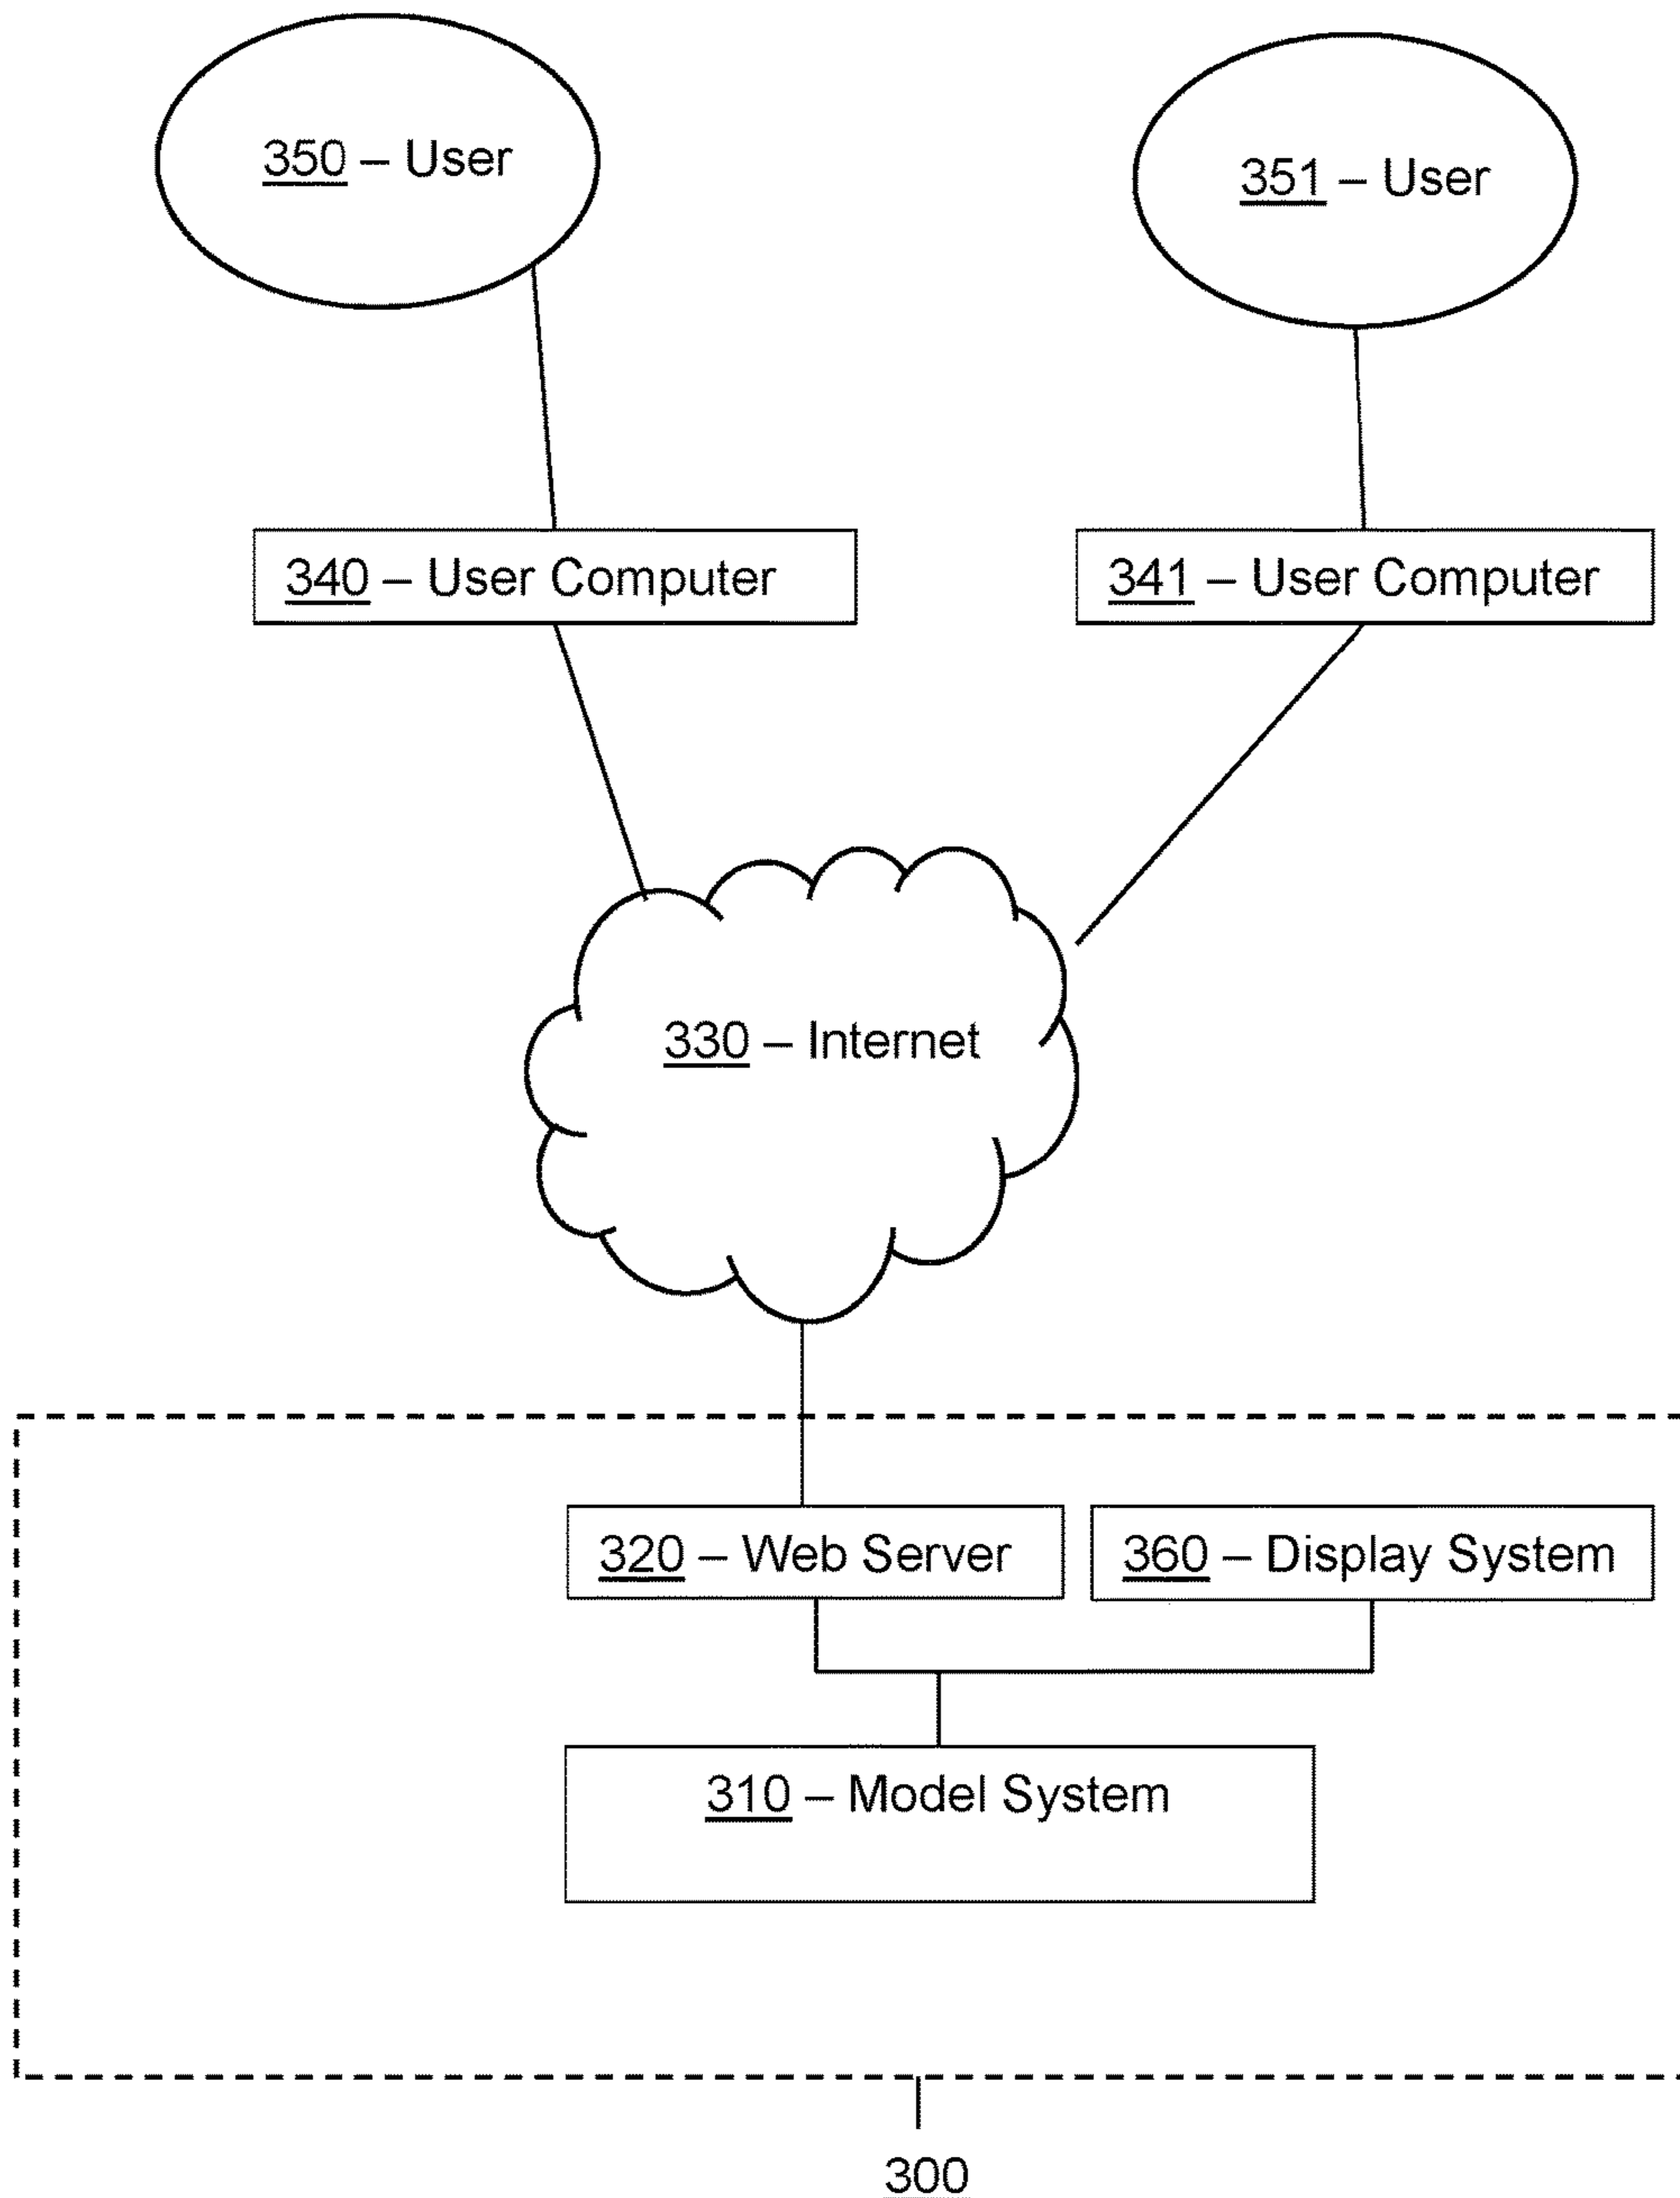 350 – User
351 – User
340 – User Computer
341 – User Computer
330 – Internet
320 – Web Server
360 – Display System
310 – Model System
300